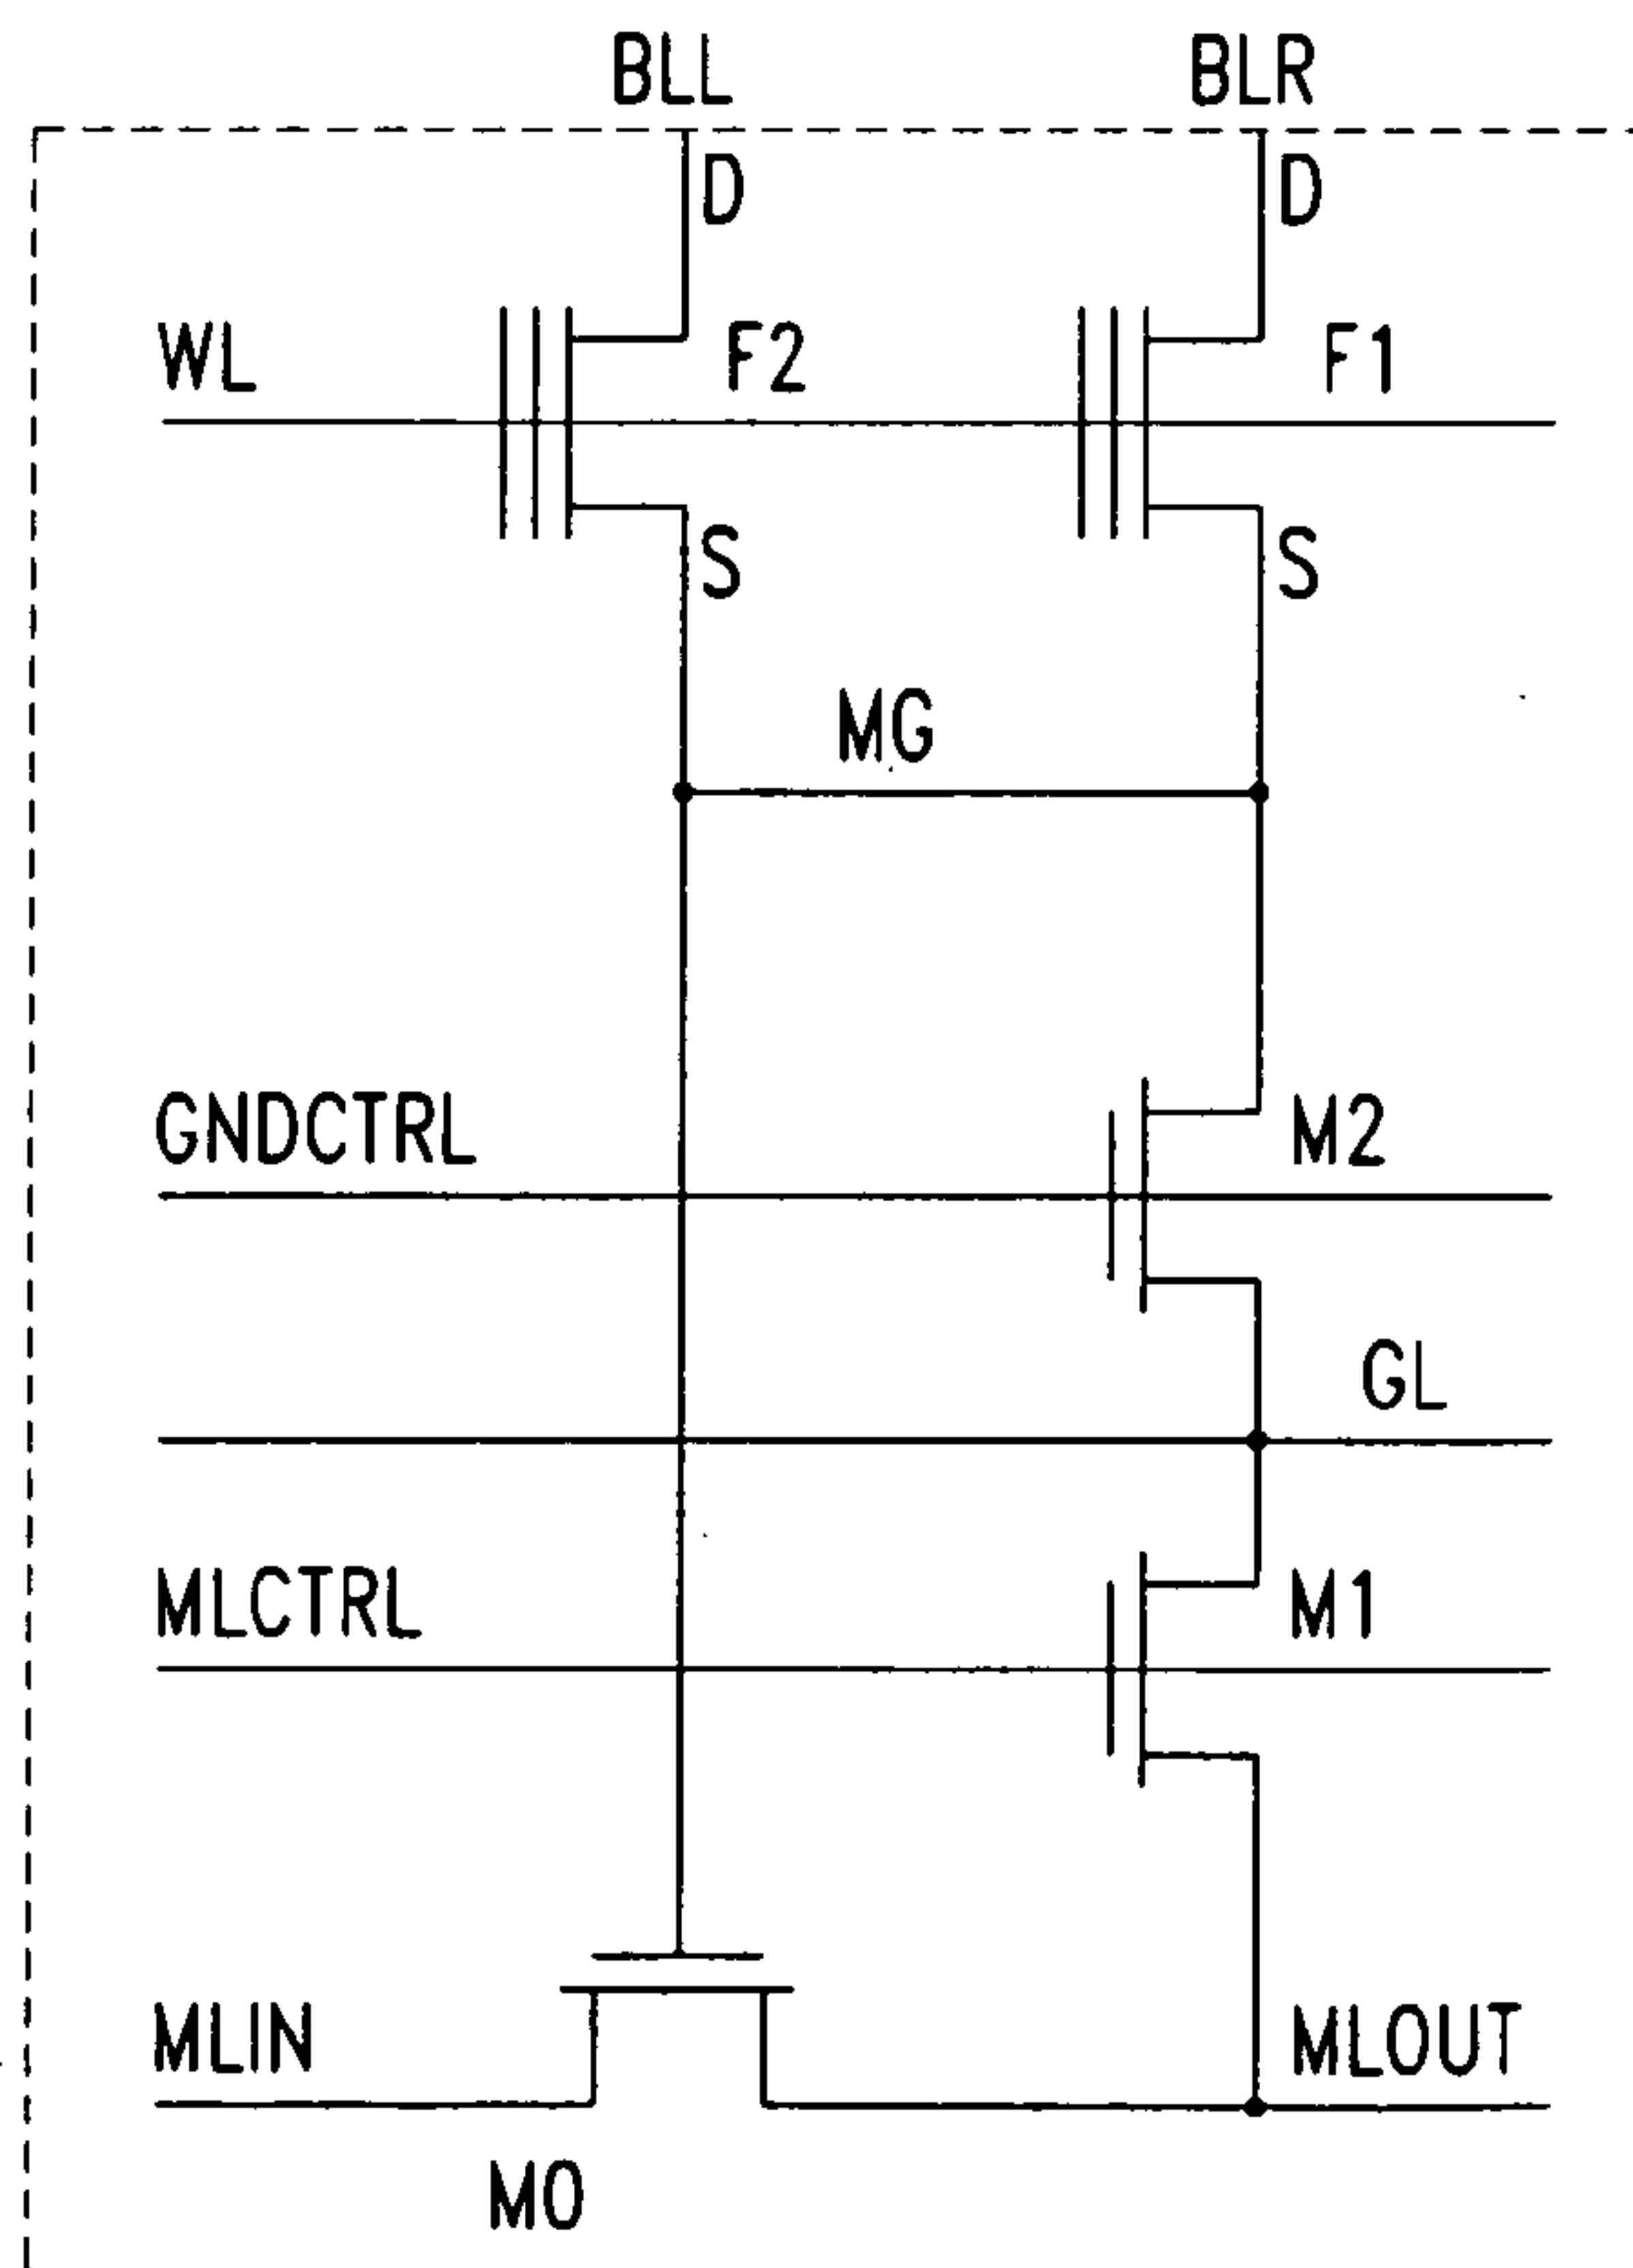 BLL BLR
D D
WL F2 F1
S S
MG
GNDCTRL M2
GL
MLCTRL M1
MLIN MLOUT
M0